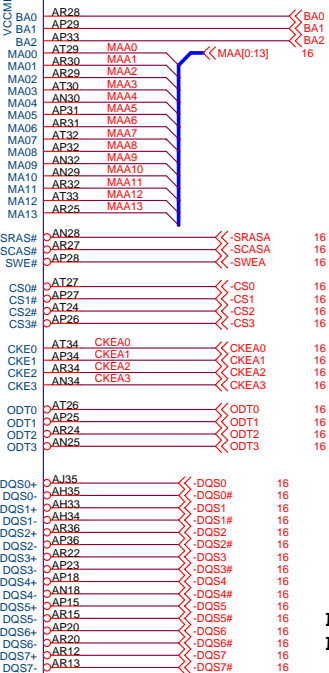 VCCM
BA0 AR28 BA0
BA1 AP29 BA1
BA2 AP33 BA2
MA00 AT29 MAA0 MAA[0:13] 16
MA01 AR30 MAA1
MA02 AR29 MAA2
MA03 AT30 MAA3
MA04 AN30 MAA4
MA05 AP31 MAA5
MA06 AR31 MAA6
MA07 AT32 MAA7
MA08 AP32 MAA8
MA09 AN32 MAA9
MA10 AN29 MAA10
MA11 AR32 MAA11
MA12 AT33 MAA12
MA13 AR25 MAA13
SRAS# AN28 -SRASA 16
SCAS# AR27 -SCASA 16
SWE# AP28 -SWEA 16
CS0# AT27 -CS0 16
CS1# AP27 -CS1 16
CS2# AT24 -CS2 16
CS3# AP26 -CS3 16
CKE0 AT34 CKEA0 CKEA0 16
CKE1 AP34 CKEA1 CKEA1 16
CKE2 AR34 CKEA2 CKEA2 16
CKE3 AN34 CKEA3 CKEA3 16
ODT0 AT26 ODT0 16
ODT1 AP25 ODT1 16
ODT2 AR24 ODT2 16
ODT3 AN25 ODT3 16
DQS0+ AJ35 -DQS0 16
DQS0- AH35 -DQS0# 16
DQS1+ AH33 -DQS1 16
DQS1- AH34 -DQS1# 16
DQS2+ AR36 -DQS2 16
DQS2- AP36 -DQS2# 16
DQS3+ AR22 -DQS3 16
DQS3- AP23 -DQS3# 16
DQS4+ AP18 -DQS4 16
DQS4- AN18 -DQS4# 16
DQS5+ AP15 -DQS5 16
DQS5- AR15 -DQS5# 16
DQS6+ AP20 -DQS6 16
DQS6- AR20 -DQS6# 16
DQS7+ AR12 -DQS7 16
DQS7- AR13 -DQS7# 16